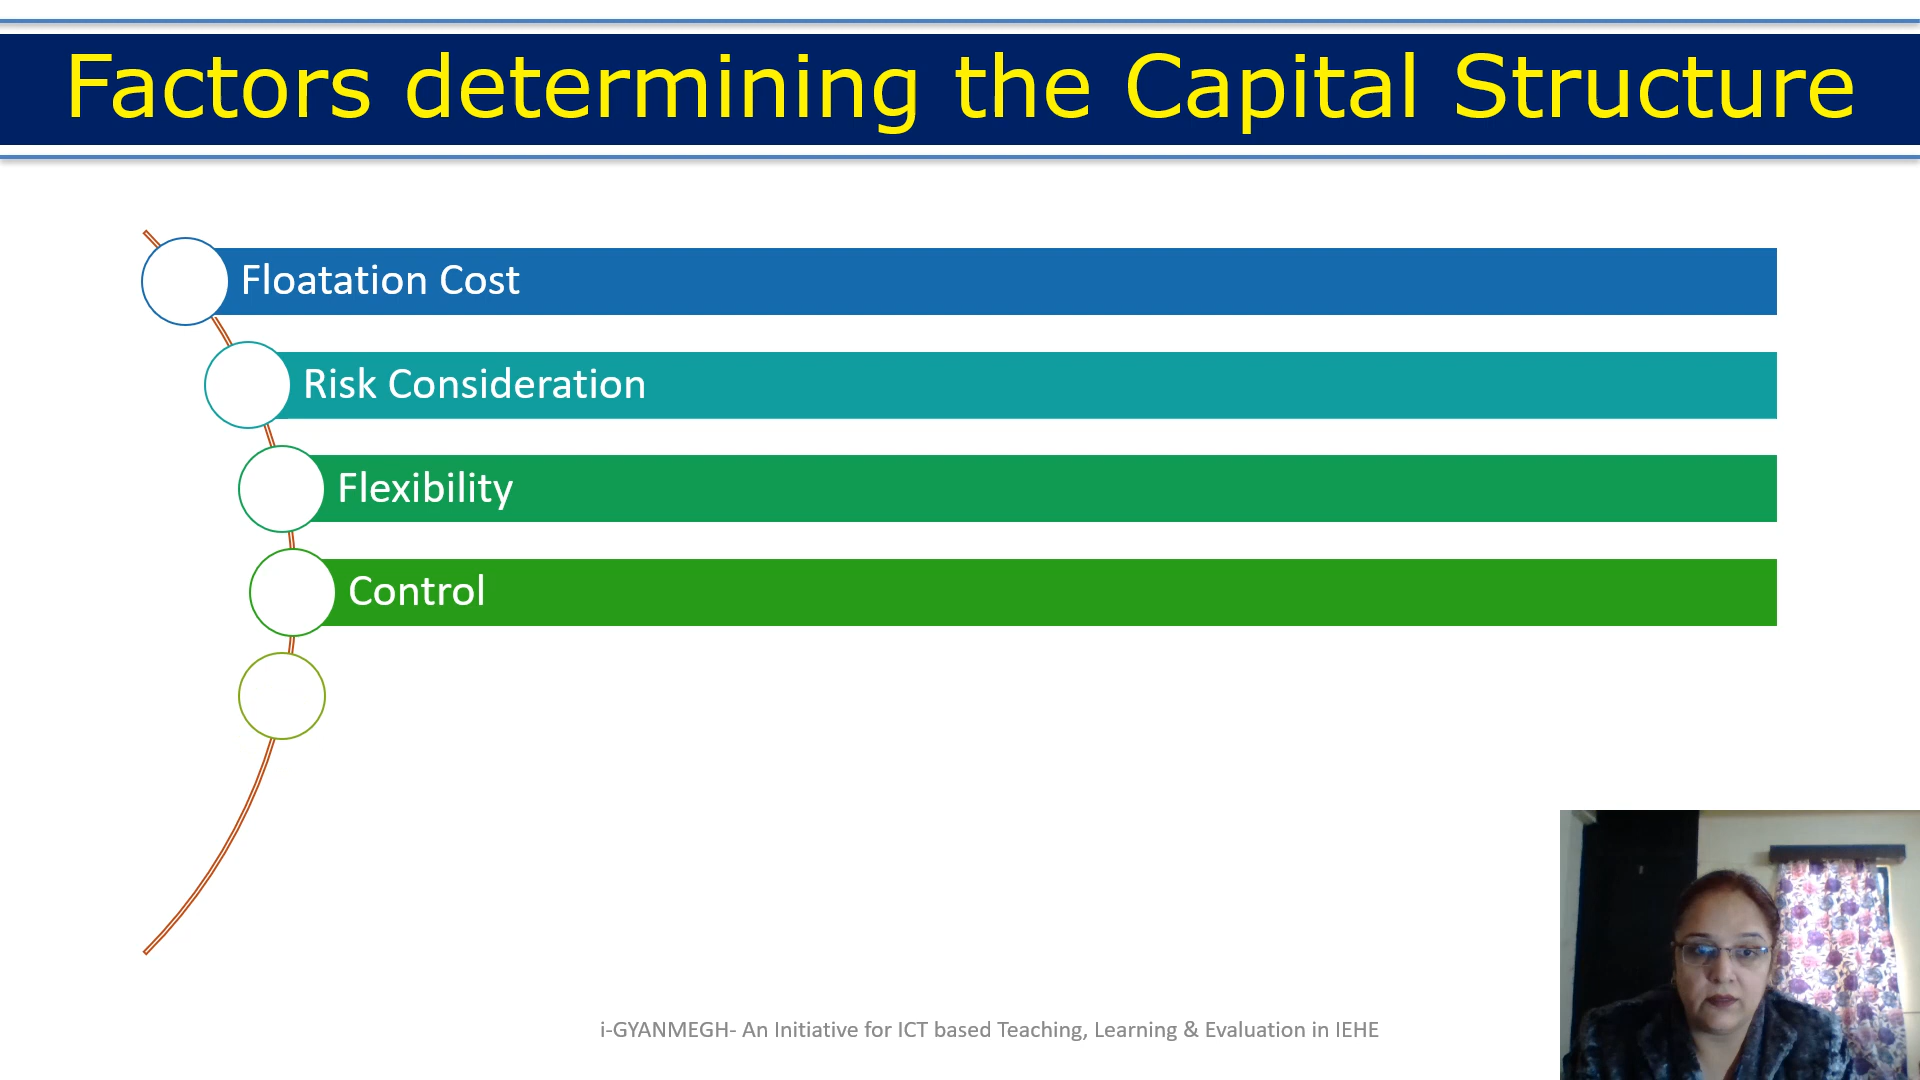 Factors determining the Capital Structure
Floatation Cost
Risk Consideration
Flexibility
Control
i-GYANMEGH- An Initiative for ICT based Teaching, Learning & Evaluation in IEHE